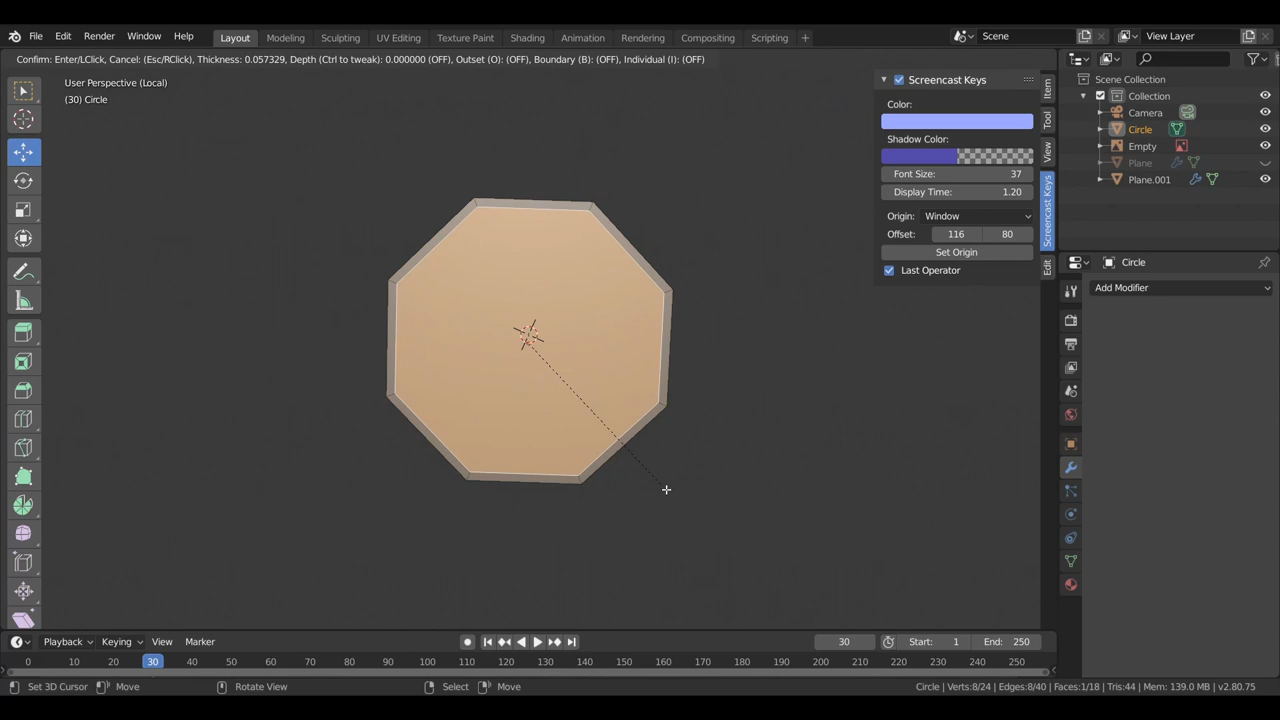 File Edit Render Window Help Layout Modeling Sculpting UV Editing Texture Paint Shading Animation Rendering Compositing Scripting + Scene View Layer
Confirm: Enter/LClick, Cancel: (Esc/RClick), Thickness: 0.057329, Depth (Ctrl to tweak): 0.000000 (OFF), Outset (O): (OFF), Boundary (B): (OFF), Individual (I): (OFF)
User Perspective (Local)
(30) Circle
Screencast Keys
Color:
Shadow Color:
Font Size: 37
Display Time: 1.20
Origin: Window
Offset: 116 80
Set Origin
Last Operator
Item
Tool
View
Screencast Keys
Edit
Scene Collection
Collection
Camera
Circle
Empty
Plane
Plane.001
Circle
Add Modifier
Playback Keying View Marker 30 Start: 1 End: 250
0 10 20 30 40 50 60 70 80 90 100 110 120 130 140 150 160 170 180 190 200 210 220 230 240 250
Set 3D Cursor Move Rotate View Select Move Circle | Verts:8/24 | Edges:8/40 | Faces:1/18 | Tris:44 | Mem: 139.0 MB | v2.80.75